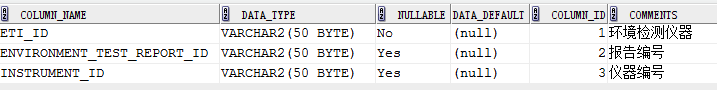 COLUMN_NAME DATA_TYPE NULLABLE DATA_DEFAULT COLUMN_ID COMMENTS
ETI_ID VARCHAR2(50 BYTE) No (null) 1 环境检测仪器
ENVIRONMENT_TEST_REPORT_ID VARCHAR2(50 BYTE) Yes (null) 2 报告编号
INSTRUMENT_ID VARCHAR2(50 BYTE) Yes (null) 3 仪器编号